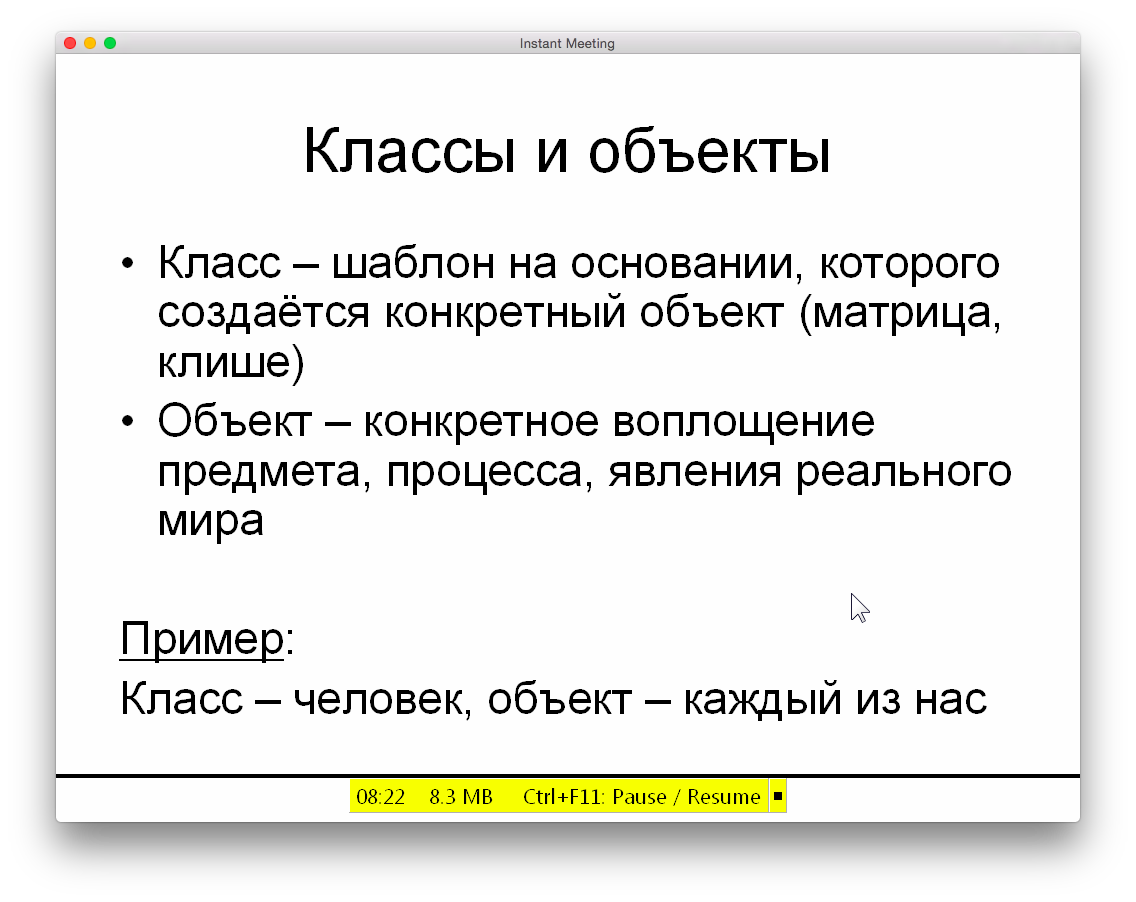 Instant Meeting
Классы и объекты
• Класс – шаблон на основании, которого
создаётся конкретный объект (матрица,
клише)
• Объект – конкретное воплощение
предмета, процесса, явления реального
мира
Пример:
Класс – человек, объект – каждый из нас
08:22 8.3 MB Ctrl+F11: Pause / Resume